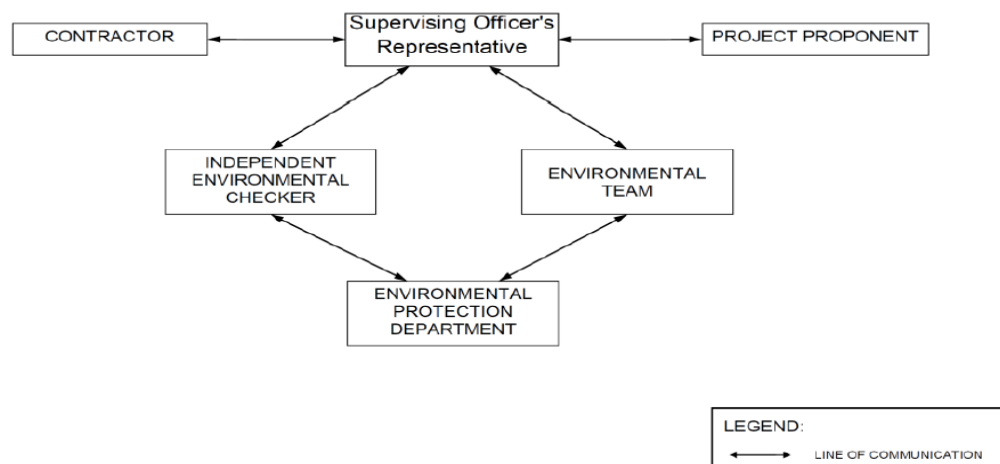 CONTRACTOR
Supervising Officer's
Representative
PROJECT PROPONENT
INDEPENDENT
ENVIRONMENTAL
CHECKER
ENVIRONMENTAL
TEAM
ENVIRONMENTAL
PROTECTION
DEPARTMENT
LEGEND:
LINE OF COMMUNICATION